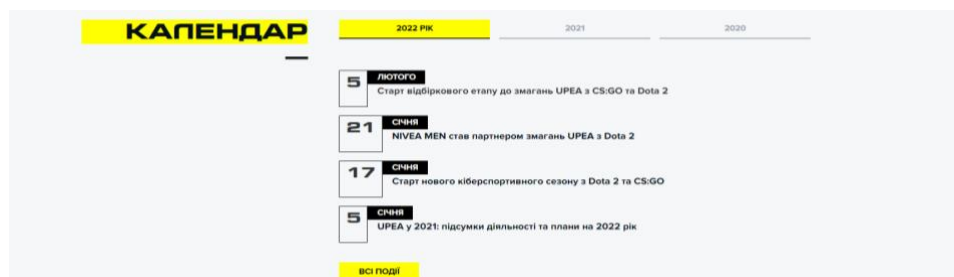 КАЛЕНДАР
2022 РІК
2021
2020
5
ЛЮТОГО
Старт відбіркового етапу до змагань UPEA з CS:GO та Dota 2
21
СІЧНЯ
NIVEA MEN став партнером змагань UPEA з Dota 2
17
СІЧНЯ
Старт нового кіберспортивного сезону з Dota 2 та CS:GO
5
СІЧНЯ
UPEA у 2021: підсумки діяльності та плани на 2022 рік
ВСІ ПОДІЇ